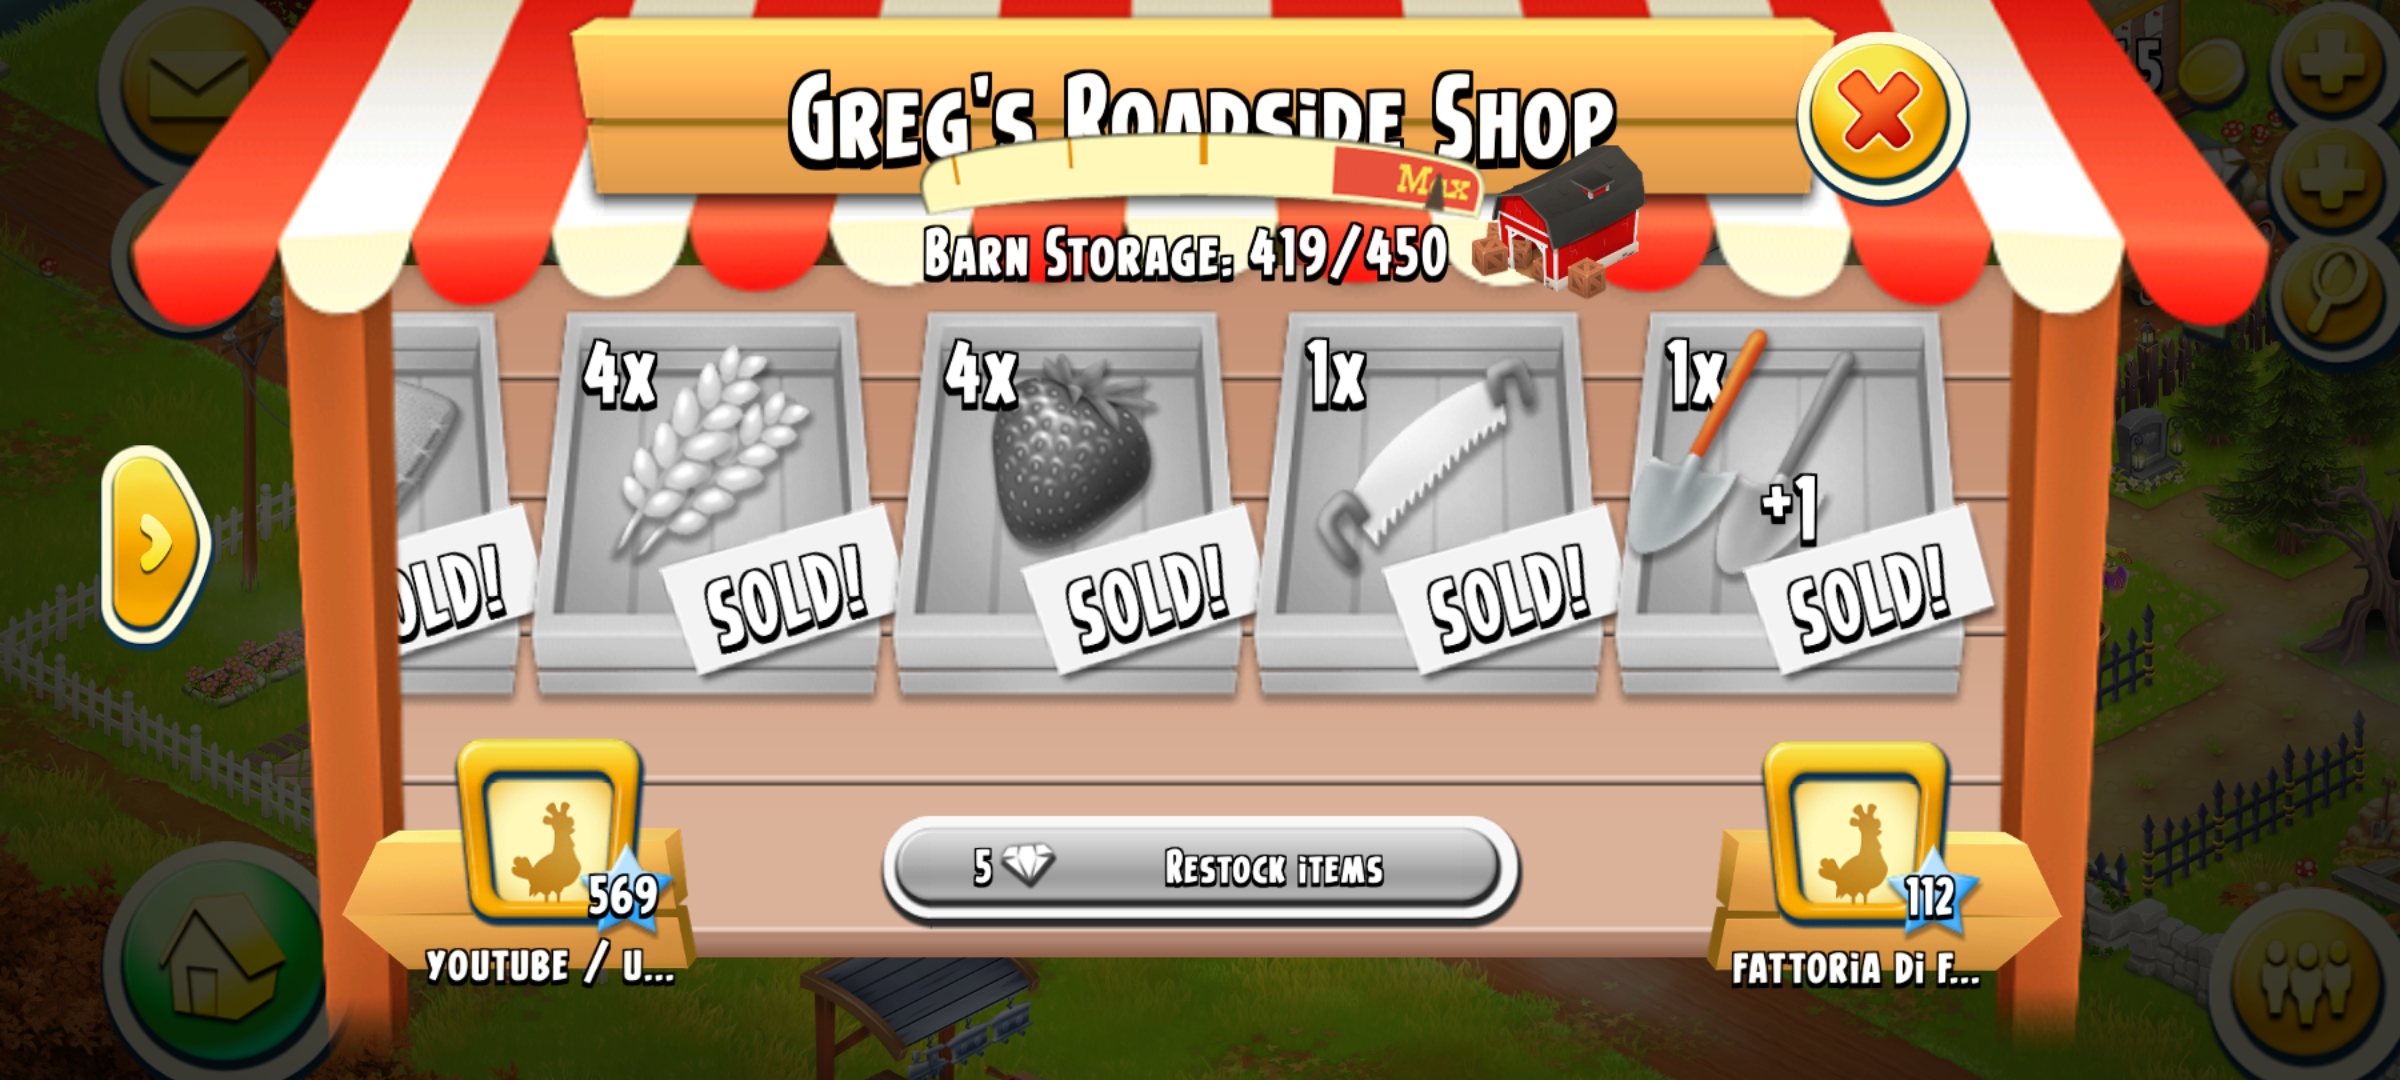 GREG'S ROADSIDE SHOP
MAX
BARN STORAGE: 419/450
4x
4x
1x
1x
+1
OLD!
SOLD!
SOLD!
SOLD!
SOLD!
569
YOUTUBE / U...
5
RESTOCK ITEMS
112
FATTORIA DI F...